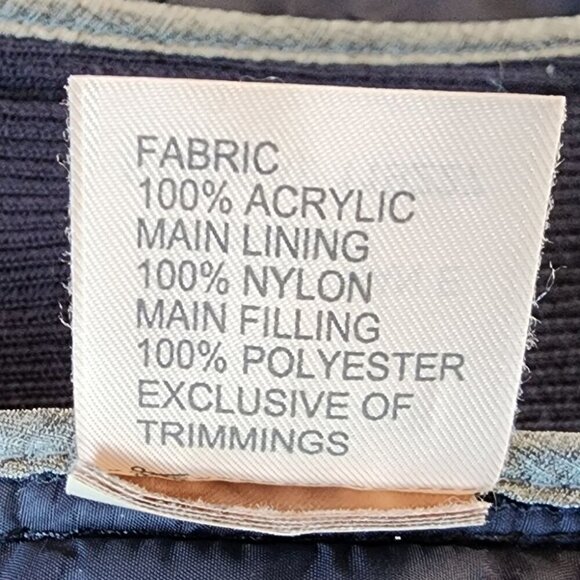 FABRIC
100% ACRYLIC
MAIN LINING
100% NYLON
MAIN FILLING
100% POLYESTER
EXCLUSIVE OF
TRIMMINGS